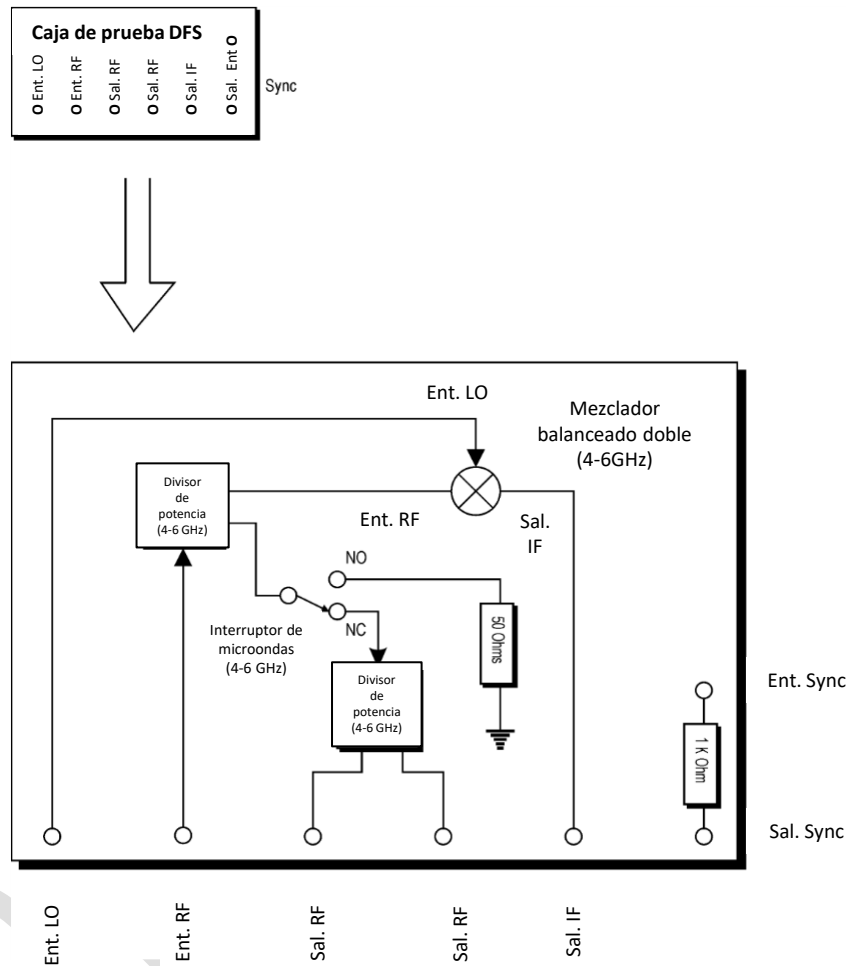 Caja de prueba DFS
O Ent. LO
O Ent. RF
O Sal. RF
O Sal. RF
O Sal. IF
O Sal. Ent O
Sync
Ent. LO
Mezclador
balanceado doble
(4-6GHz)
Divisor
de
potencia
(4-6 GHz)
Ent. RF
Sal.
IF
NO
NC
Interruptor de
microondas
(4-6 GHz)
50 Ohms
Divisor
de
potencia
(4-6 GHz)
Ent. Sync
1 K Ohm
Sal. Sync
Ent. LO
Ent. RF
Sal. RF
Sal. RF
Sal. IF